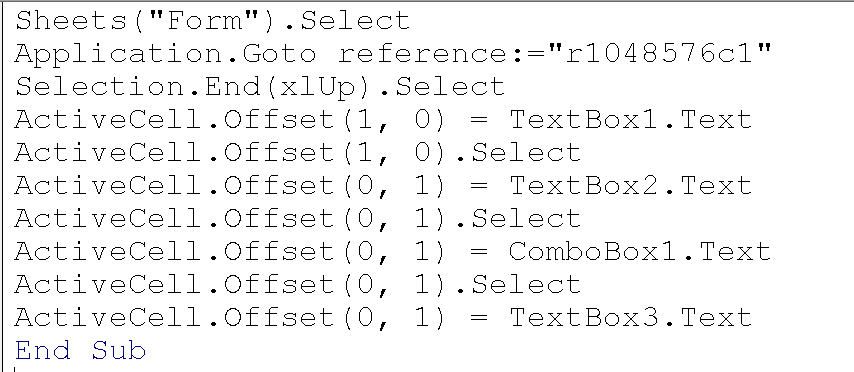 Sheets("Form").Select
Application.Goto reference:="r1048576c1"
Selection.End(xlUp).Select
ActiveCell.Offset(1, 0) = TextBox1.Text
ActiveCell.Offset(1, 0).Select
ActiveCell.Offset(0, 1) = TextBox2.Text
ActiveCell.Offset(0, 1).Select
ActiveCell.Offset(0, 1) = ComboBox1.Text
ActiveCell.Offset(0, 1).Select
ActiveCell.Offset(0, 1) = TextBox3.Text
End Sub